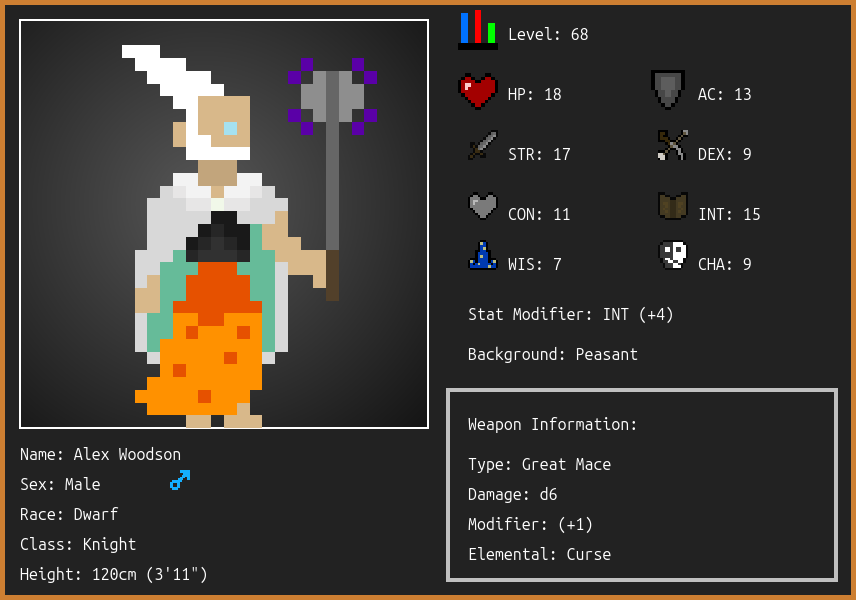 Level: 68
HP: 18
AC: 13
STR: 17
DEX: 9
CON: 11
INT: 15
WIS: 7
CHA: 9
Stat Modifier: INT (+4)
Background: Peasant
Weapon Information:
Type: Great Mace
Damage: d6
Modifier: (+1)
Elemental: Curse
Name: Alex Woodson
Sex: Male
Race: Dwarf
Class: Knight
Height: 120cm (3'11")